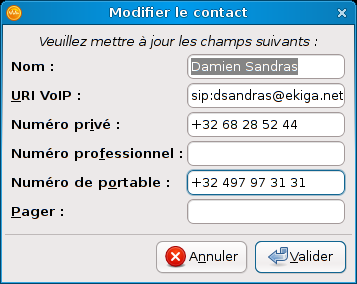 Modifier le contact
Veuillez mettre à jour les champs suivants :
Nom : Damien Sandras
URI VoIP : sip:dsandras@ekiga.net
Numéro privé : +32 68 28 52 44
Numéro professionnel :
Numéro de portable : +32 497 97 31 31
Pager :
Annuler Valider